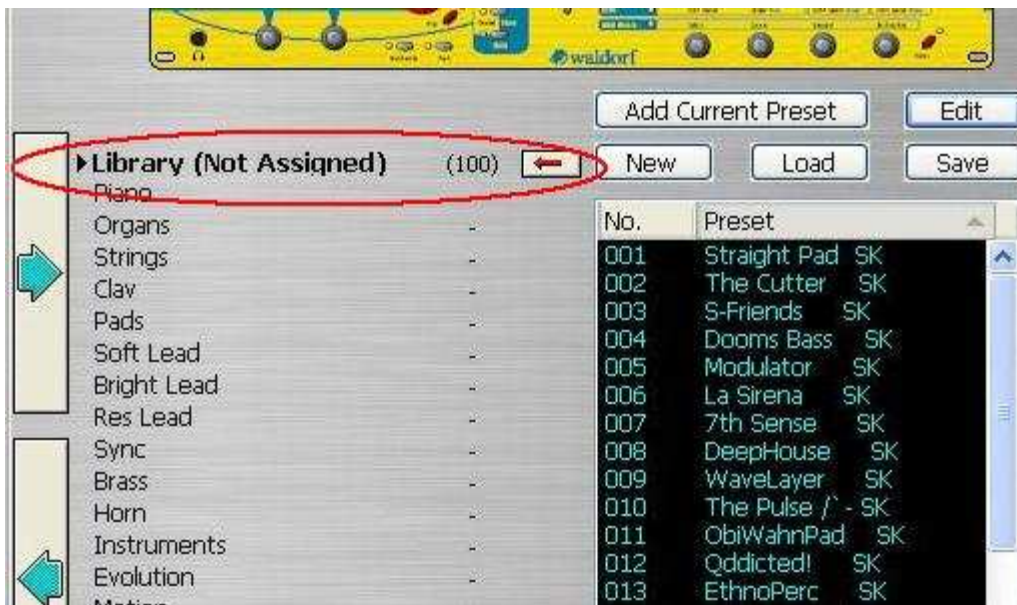 waldorf
Add Current Preset Edit
Library (Not Assigned) (100) New Load Save
Piano
Organs -
Strings -
Clav -
Pads -
Soft Lead -
Bright Lead -
Res Lead -
Sync -
Brass -
Horn -
Instruments -
Evolution -
Motion -
No. Preset
001 Straight Pad SK
002 The Cutter SK
003 S-Friends SK
004 Dooms Bass SK
005 Modulator SK
006 La Sirena SK
007 7th Sense SK
008 DeepHouse SK
009 WaveLayer SK
010 The Pulse /` - SK
011 ObiWahnPad SK
012 Qddicted! SK
013 EthnoPerc SK